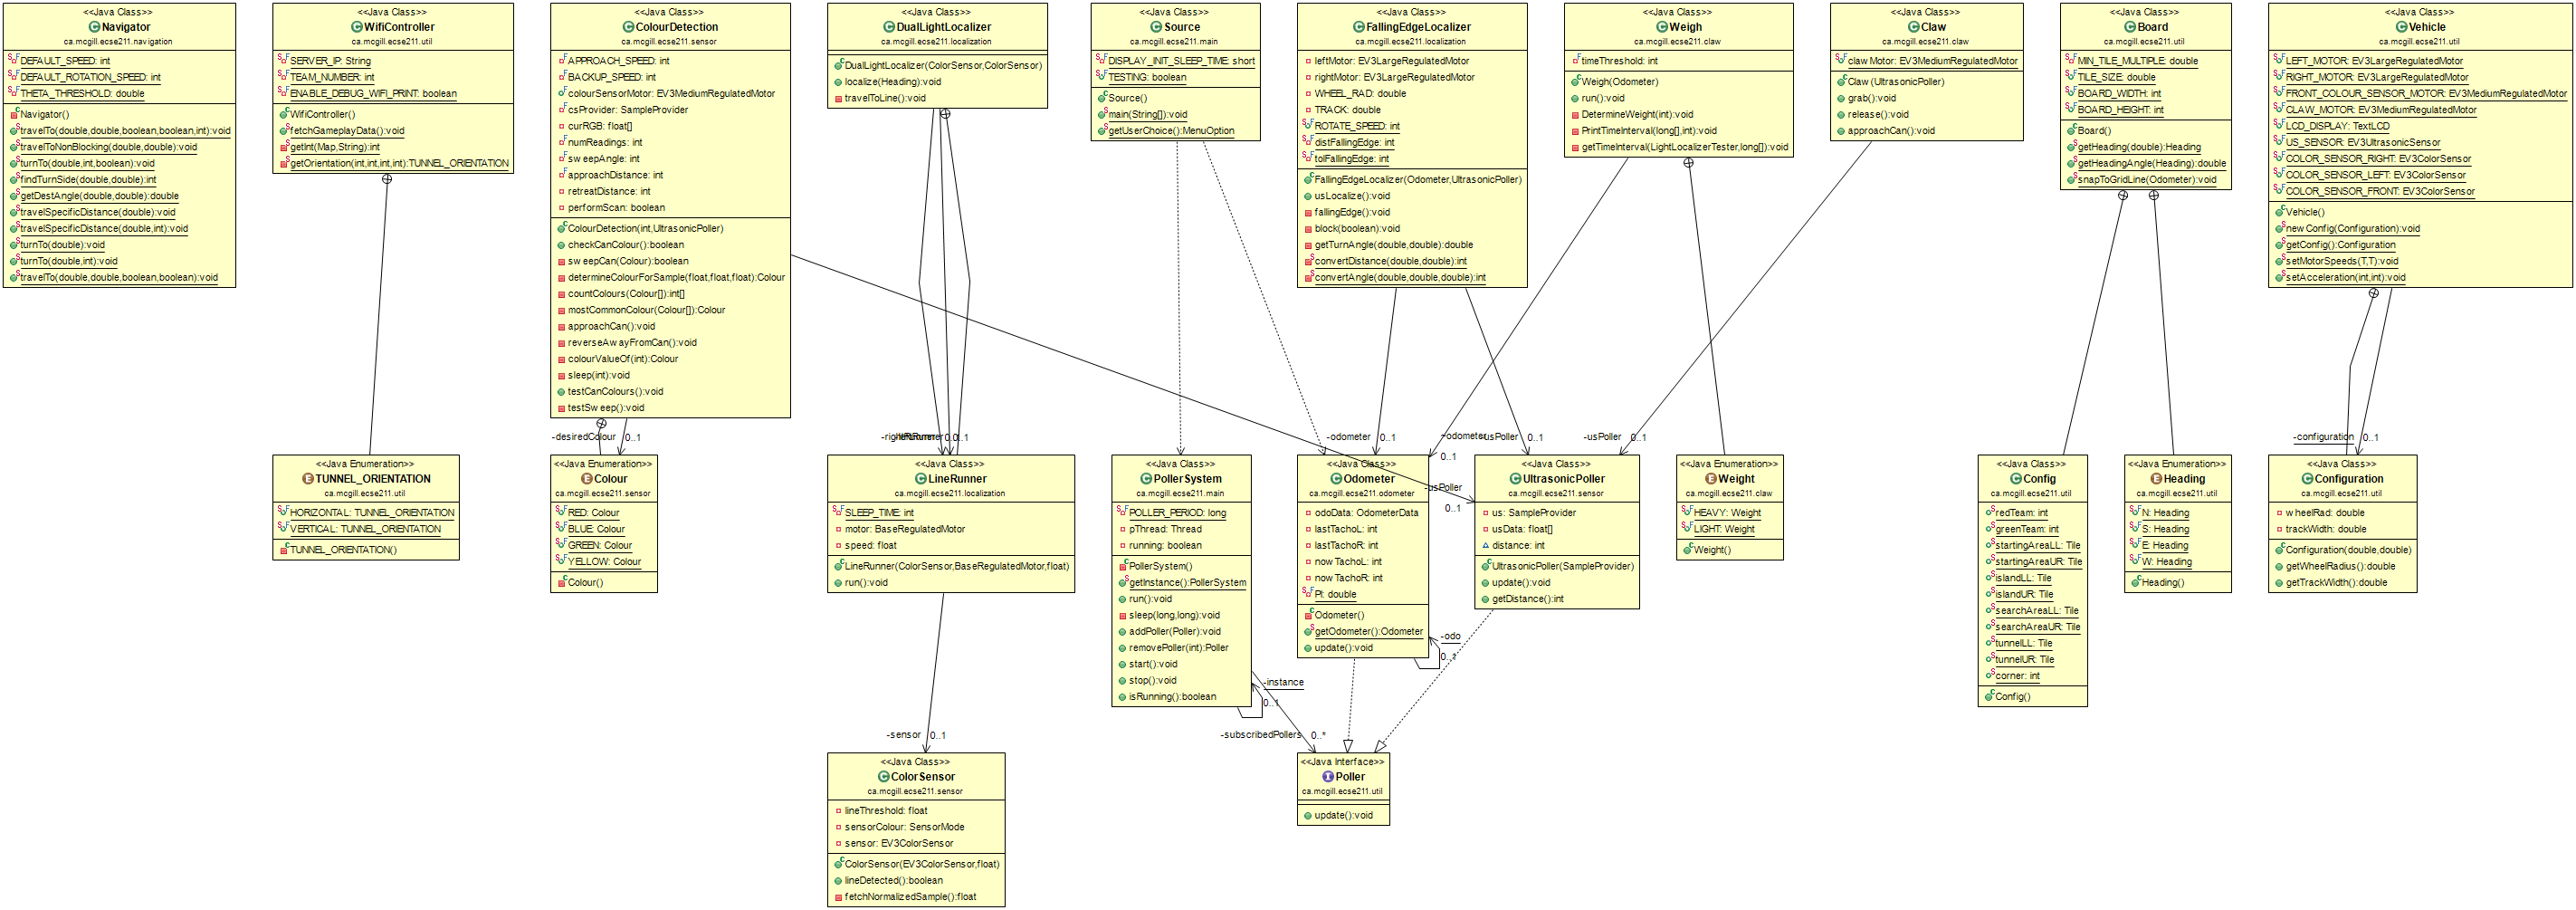 <<Java Class>>
Navigator
ca.mcgill.ecse211.navigation
DEFAULT_SPEED: int
DEFAULT_ROTATION_SPEED: int
THETA_THRESHOLD: double
Navigator()
travelTo(double,double,boolean,boolean,int):void
travelToNonBlocking(double,double):void
turnTo(double,int,boolean):void
findTurnSide(double,double):int
getDestAngle(double,double):double
travelSpecificDistance(double):void
travelSpecificDistance(double,int):void
turnTo(double):void
turnTo(double,int):void
travelTo(double,double,boolean,boolean):void
<<Java Class>>
WifiController
ca.mcgill.ecse211.util
SERVER_IP: String
TEAM_NUMBER: int
ENABLE_DEBUG_WIFI_PRINT: boolean
WifiController()
fetchGameplayData():void
getInt(Map,String):int
getOrientation(int,int,int,int):TUNNEL_ORIENTATION
<<Java Class>>
ColourDetection
ca.mcgill.ecse211.sensor
APPROACH_SPEED: int
BACKUP_SPEED: int
colourSensorMotor: EV3MediumRegulatedMotor
csProvider: SampleProvider
curRGB: float[]
numReadings: int
sweepAngle: int
approachDistance: int
retreatDistance: int
performScan: boolean
ColourDetection(int,UltrasonicPoller)
checkCanColour():boolean
sweepCan(Colour):boolean
determineColourForSample(float,float,float):Colour
countColours(Colour[]):int[]
mostCommonColour(Colour[]):Colour
approachCan():void
reverseAwayFromCan():void
colourValueOf(int):Colour
sleep(int):void
testCanColours():void
testSweep():void
<<Java Class>>
DualLightLocalizer
ca.mcgill.ecse211.localization
DualLightLocalizer(ColorSensor,ColorSensor)
localize(Heading):void
travelToLine():void
<<Java Class>>
Source
ca.mcgill.ecse211.main
DISPLAY_INIT_SLEEP_TIME: short
TESTING: boolean
Source()
main(String[]):void
getUserChoice():MenuOption
<<Java Class>>
FallingEdgeLocalizer
ca.mcgill.ecse211.localization
leftMotor: EV3LargeRegulatedMotor
rightMotor: EV3LargeRegulatedMotor
WHEEL_RAD: double
TRACK: double
ROTATE_SPEED: int
distFallingEdge: int
tolFallingEdge: int
FallingEdgeLocalizer(Odometer,UltrasonicPoller)
usLocalize():void
fallingEdge():void
block(boolean):void
getTurnAngle(double,double):double
convertDistance(double,double):int
convertAngle(double,double,double):int
<<Java Class>>
Weigh
ca.mcgill.ecse211.claw
timeThreshold: int
Weigh(Odometer)
run():void
DetermineWeight(int):void
PrintTimeInterval(long[],int):void
getTimeInterval(LightLocalizerTester,long[]):void
<<Java Class>>
Claw
ca.mcgill.ecse211.claw
clawMotor: EV3MediumRegulatedMotor
Claw(UltrasonicPoller)
grab():void
release():void
approachCan():void
<<Java Class>>
Board
ca.mcgill.ecse211.util
MIN_TILE_MULTIPLE: double
TILE_SIZE: double
BOARD_WIDTH: int
BOARD_HEIGHT: int
Board()
getHeading(double):Heading
getHeadingAngle(Heading):double
snapToGridLine(Odometer):void
<<Java Class>>
Vehicle
ca.mcgill.ecse211.util
LEFT_MOTOR: EV3LargeRegulatedMotor
RIGHT_MOTOR: EV3LargeRegulatedMotor
FRONT_COLOUR_SENSOR_MOTOR: EV3MediumRegulatedMotor
CLAW_MOTOR: EV3MediumRegulatedMotor
LCD_DISPLAY: TextLCD
US_SENSOR: EV3UltrasonicSensor
COLOR_SENSOR_RIGHT: EV3ColorSensor
COLOR_SENSOR_LEFT: EV3ColorSensor
COLOR_SENSOR_FRONT: EV3ColorSensor
Vehicle()
newConfig(Configuration):void
getConfig():Configuration
setMotorSpeeds(T,T):void
setAcceleration(int,int):void
-desiredColour 0..1
0..1
-odometer 0..1
-odometer
0..1
-usPoller 0..1
-usPoller 0..1
-usPoller
0..1
-configuration 0..1
<<Java Enumeration>>
TUNNEL_ORIENTATION
ca.mcgill.ecse211.util
HORIZONTAL: TUNNEL_ORIENTATION
VERTICAL: TUNNEL_ORIENTATION
TUNNEL_ORIENTATION()
<<Java Enumeration>>
Colour
ca.mcgill.ecse211.sensor
RED: Colour
BLUE: Colour
GREEN: Colour
YELLOW: Colour
Colour()
<<Java Class>>
LineRunner
ca.mcgill.ecse211.localization
SLEEP_TIME: int
motor: BaseRegulatedMotor
speed: float
LineRunner(ColorSensor,BaseRegulatedMotor,float)
run():void
<<Java Class>>
PollerSystem
ca.mcgill.ecse211.main
POLLER_PERIOD: long
pThread: Thread
running: boolean
PollerSystem()
getInstance():PollerSystem
run():void
sleep(long,long):void
addPoller(Poller):void
removePoller(int):Poller
start():void
stop():void
isRunning():boolean
-instance
0..1
<<Java Class>>
Odometer
ca.mcgill.ecse211.odometer
odoData: OdometerData
lastTachoL: int
lastTachoR: int
nowTachoL: int
nowTachoR: int
PI: double
Odometer()
getOdometer():Odometer
update():void
-odo
0..1
<<Java Class>>
UltrasonicPoller
ca.mcgill.ecse211.sensor
us: SampleProvider
usData: float[]
distance: int
UltrasonicPoller(SampleProvider)
update():void
getDistance():int
<<Java Enumeration>>
Weight
ca.mcgill.ecse211.claw
HEAVY: Weight
LIGHT: Weight
Weight()
<<Java Class>>
Config
ca.mcgill.ecse211.util
redTeam: int
greenTeam: int
startingAreaLL: Tile
startingAreaUR: Tile
islandLL: Tile
islandUR: Tile
searchAreaLL: Tile
searchAreaUR: Tile
tunnelLL: Tile
tunnelUR: Tile
corner: int
Config()
<<Java Enumeration>>
Heading
ca.mcgill.ecse211.util
N: Heading
S: Heading
E: Heading
W: Heading
Heading()
<<Java Class>>
Configuration
ca.mcgill.ecse211.util
wheelRad: double
trackWidth: double
Configuration(double,double)
getWheelRadius():double
getTrackWidth():double
-sensor 0..1
-subscribedPollers 0..*
<<Java Class>>
ColorSensor
ca.mcgill.ecse211.sensor
lineThreshold: float
sensorColour: SensorMode
sensor: EV3ColorSensor
ColorSensor(EV3ColorSensor,float)
lineDetected():boolean
fetchNormalizedSample():float
<<Java Interface>>
Poller
ca.mcgill.ecse211.util
update():void